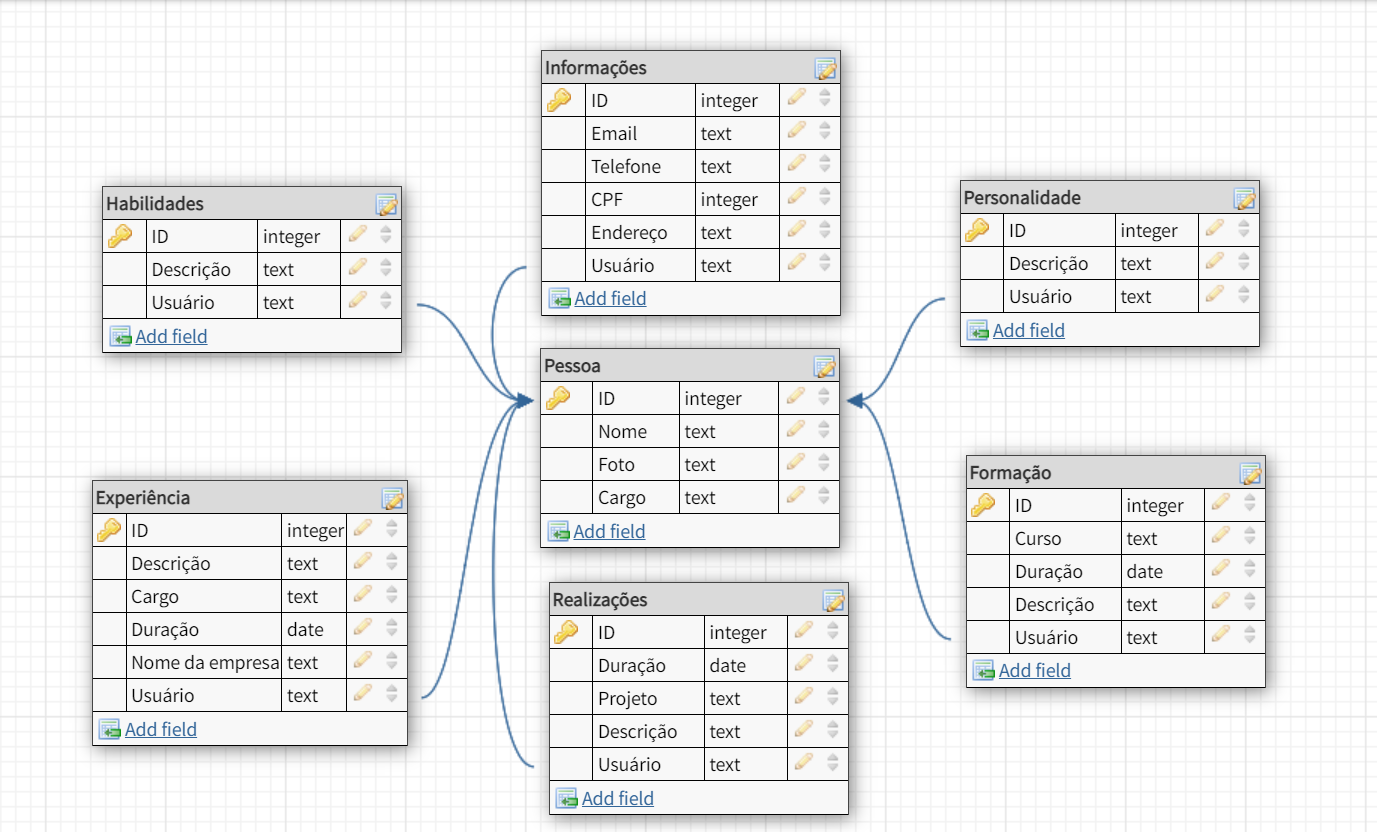 Informações
ID integer
Email text
Telefone text
CPF integer
Endereço text
Usuário text
Add field
Habilidades
ID integer
Descrição text
Usuário text
Add field
Personalidade
ID integer
Descrição text
Usuário text
Add field
Pessoa
ID integer
Nome text
Foto text
Cargo text
Add field
Experiência
ID integer
Descrição text
Cargo text
Duração date
Nome da empresa text
Usuário text
Add field
Formação
ID integer
Curso text
Duração date
Descrição text
Usuário text
Add field
Realizações
ID integer
Duração date
Projeto text
Descrição text
Usuário text
Add field